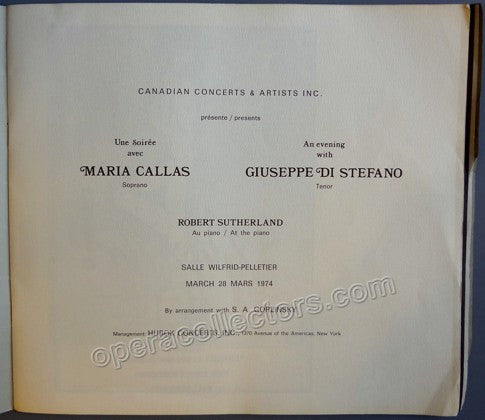 CANADIAN CONCERTS & ARTISTS INC.
présente / presents
Une Soirée
avec
MARIA CALLAS
Soprano
An evening
with
GIUSEPPE DI STEFANO
Tenor
ROBERT SUTHERLAND
Au piano / At the piano
SALLE WILFRID-PELLETIER
MARCH 28 MARS 1974
By arrangement with S. A. GORLINSKY
Management: HUROK CONCERTS, INC., 1370 Avenue of the Americas, New York
operacollectors.com